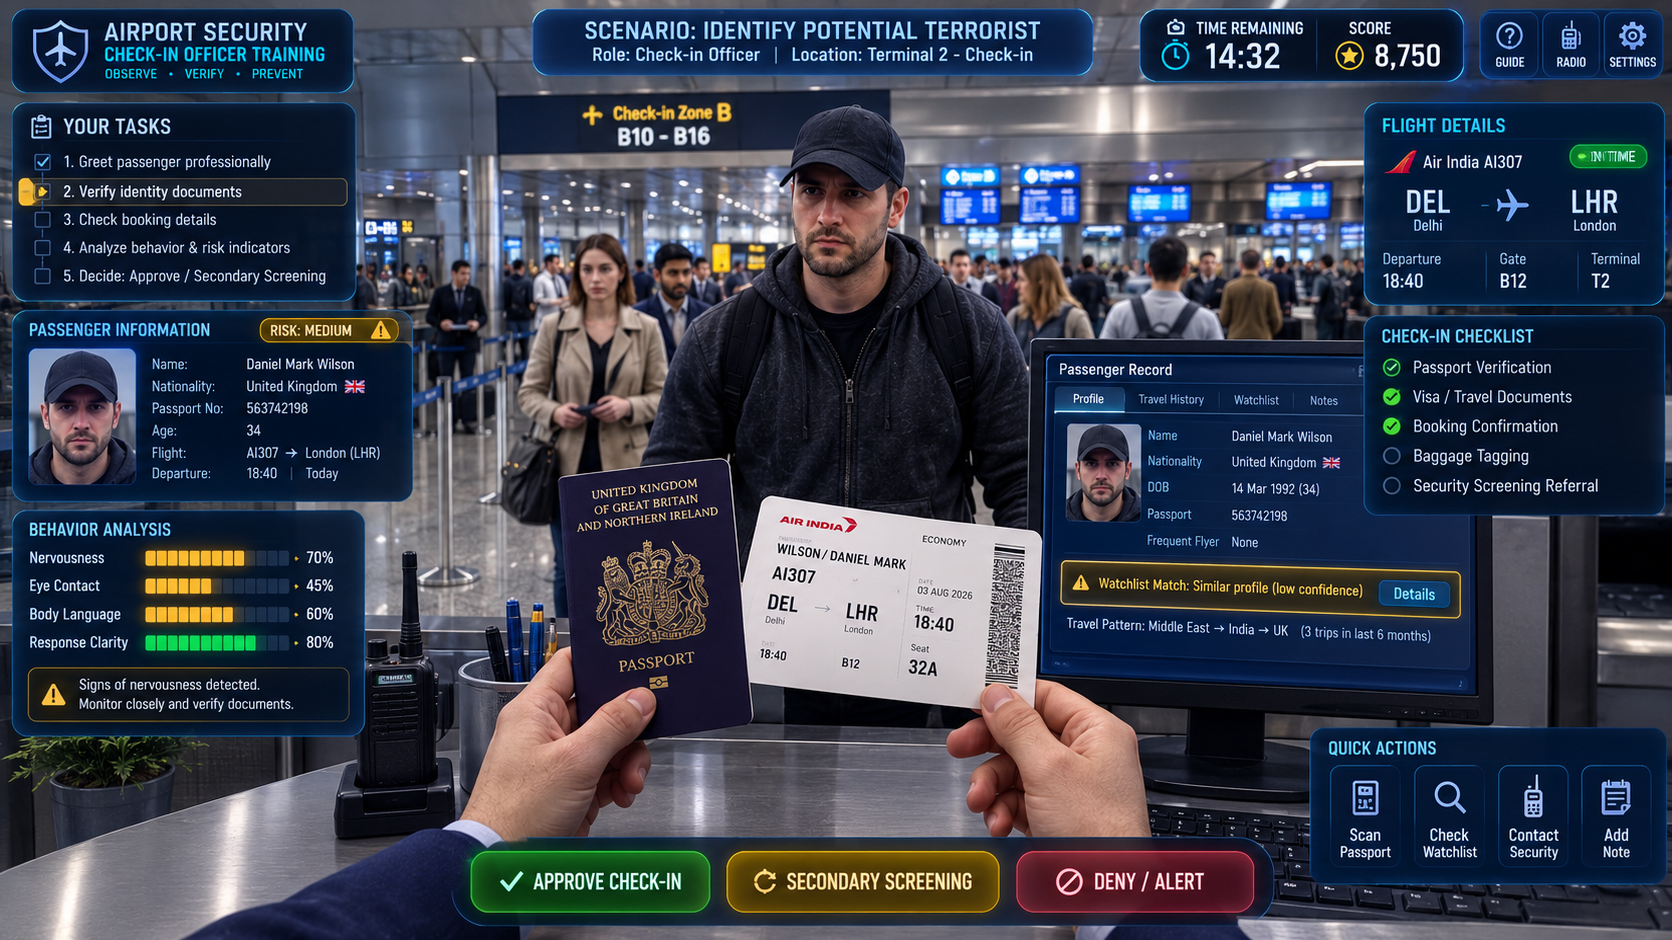 AIRPORT SECURITY
CHECK-IN OFFICER TRAINING
OBSERVE • VERIFY • PREVENT
SCENARIO: IDENTIFY POTENTIAL TERRORIST
Role: Check-in Officer | Location: Terminal 2 - Check-in
TIME REMAINING
14:32
SCORE
8,750
GUIDE
RADIO
SETTINGS
YOUR TASKS
1. Greet passenger professionally
2. Verify identity documents
3. Check booking details
4. Analyze behavior & risk indicators
5. Decide: Approve / Secondary Screening
Check-in Zone B
B10 - B16
FLIGHT DETAILS
Air India AI307
DEL
Delhi
LHR
London
Departure
18:40
Gate
B12
Terminal
T2
PASSENGER INFORMATION
RISK: MEDIUM
Name: Daniel Mark Wilson
Nationality: United Kingdom
Passport No: 563742198
Age: 34
Flight: AI307 → London (LHR)
Departure: 18:40 | Today
CHECK-IN CHECKLIST
Passport Verification
Visa / Travel Documents
Booking Confirmation
Baggage Tagging
Security Screening Referral
Passenger Record
Profile
Travel History
Watchlist
Notes
Name Daniel Mark Wilson
Nationality United Kingdom
DOB 14 Mar 1992 (34)
Passport 563742198
Frequent Flyer None
Watchlist Match: Similar profile (low confidence)
Details
Travel Pattern: Middle East → India → UK (3 trips in last 6 months)
BEHAVIOR ANALYSIS
Nervousness 70%
Eye Contact 45%
Body Language 60%
Response Clarity 80%
Signs of nervousness detected.
Monitor closely and verify documents.
UNITED KINGDOM
OF GREAT BRITAIN
AND NORTHERN IRELAND
PASSPORT
AIR INDIA
ECONOMY
WILSON/DANIEL MARK
AI307
DATE
03 AUG 2026
DEL
Delhi
→
LHR
London
TIME
18:40
Seat
32A
18:40
B12
QUICK ACTIONS
Scan
Passport
Check
Watchlist
Contact
Security
Add
Note
APPROVE CHECK-IN
SECONDARY SCREENING
DENY / ALERT